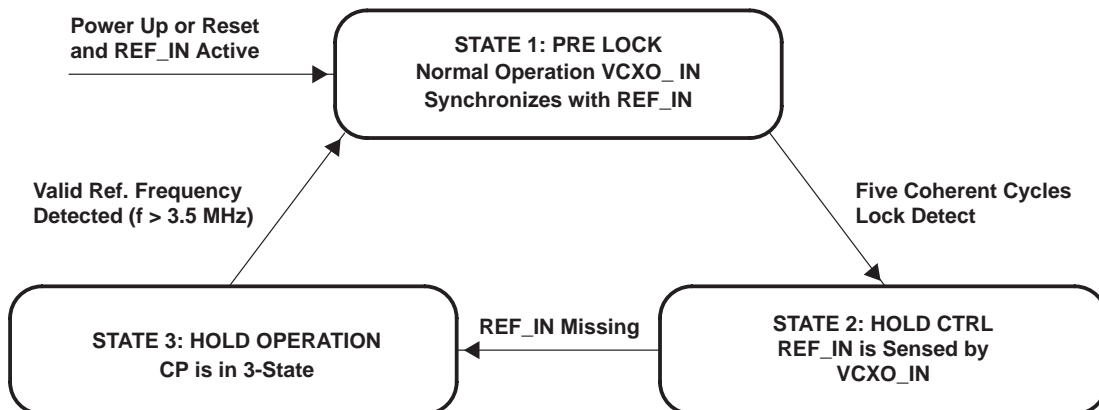 Power Up or Reset
and REF_IN Active
STATE 1: PRE LOCK
Normal Operation VCXO_ IN
Synchronizes with REF_IN
Valid Ref. Frequency
Detected (f > 3.5 MHz)
Five Coherent Cycles
Lock Detect
STATE 3: HOLD OPERATION
CP is in 3-State
REF_IN Missing
STATE 2: HOLD CTRL
REF_IN is Sensed by
VCXO_IN